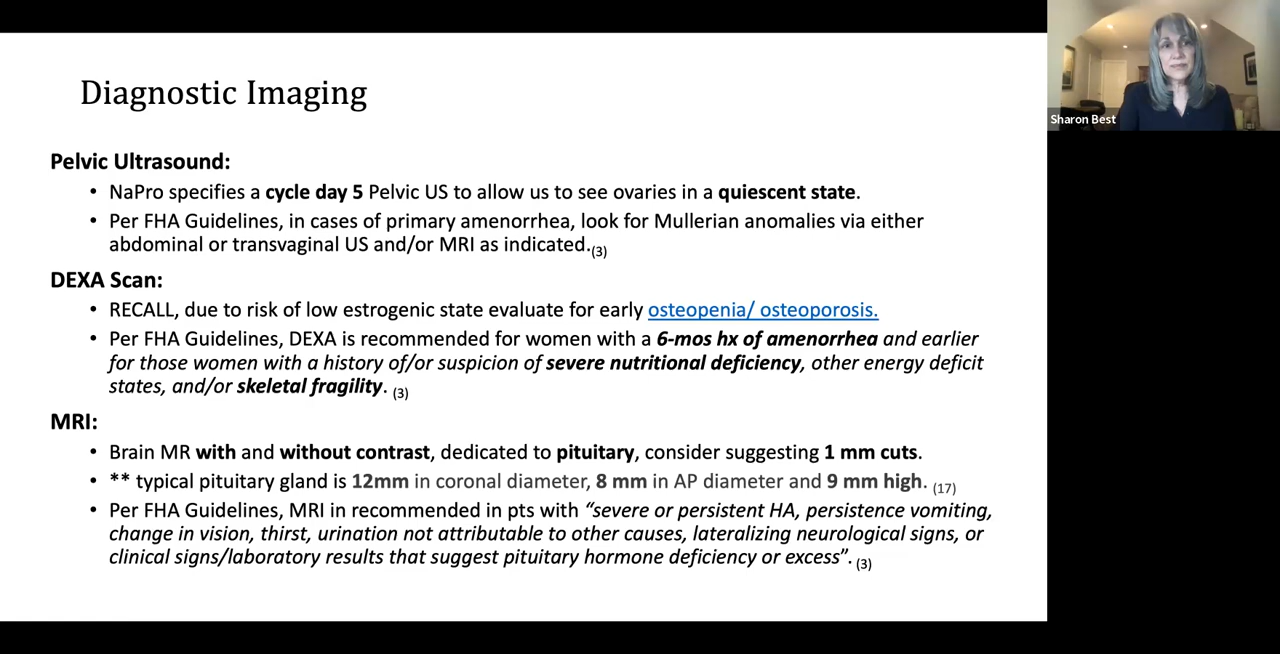 Diagnostic Imaging
Sharon Best
Pelvic Ultrasound:
• NaPro specifies a cycle day 5 Pelvic US to allow us to see ovaries in a quiescent state.
• Per FHA Guidelines, in cases of primary amenorrhea, look for Mullerian anomalies via either
abdominal or transvaginal US and/or MRI as indicated.(3)
DEXA Scan:
• RECALL, due to risk of low estrogenic state evaluate for early osteopenia/ osteoporosis.
• Per FHA Guidelines, DEXA is recommended for women with a 6-mos hx of amenorrhea and earlier
for those women with a history of/or suspicion of severe nutritional deficiency, other energy deficit
states, and/or skeletal fragility. (3)
MRI:
• Brain MR with and without contrast, dedicated to pituitary, consider suggesting 1 mm cuts.
• ** typical pituitary gland is 12mm in coronal diameter, 8 mm in AP diameter and 9 mm high. (17)
• Per FHA Guidelines, MRI in recommended in pts with “severe or persistent HA, persistence vomiting,
change in vision, thirst, urination not attributable to other causes, lateralizing neurological signs, or
clinical signs/laboratory results that suggest pituitary hormone deficiency or excess”. (3)